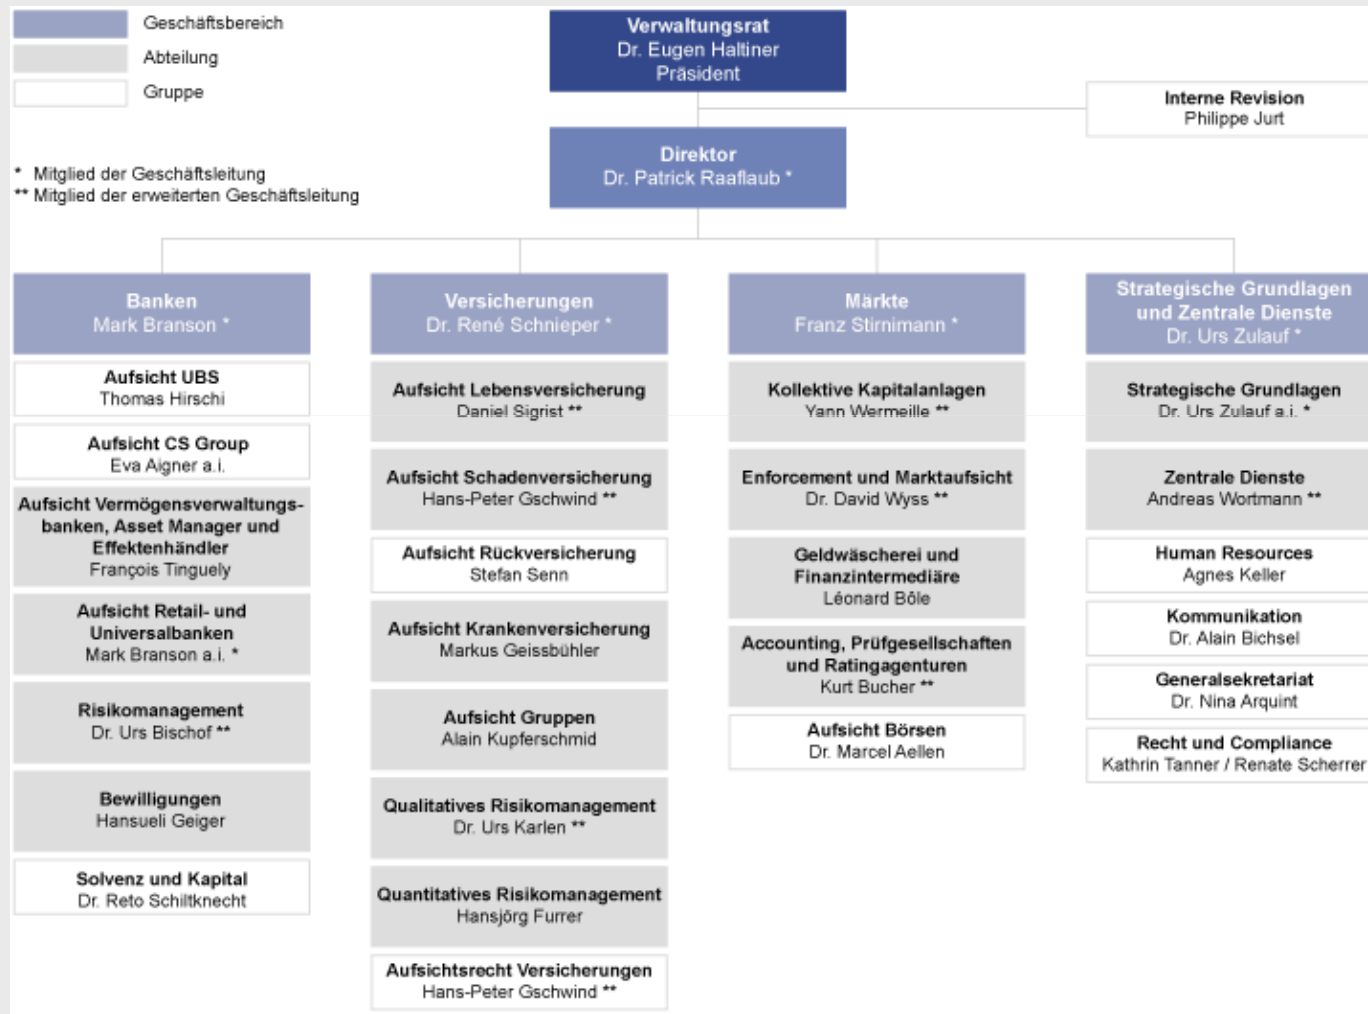 Geschäftsbereich
Abteilung
Gruppe
* Mitglied der Geschäftsleitung
** Mitglied der erweiterten Geschäftsleitung
Verwaltungsrat
Dr. Eugen Haltiner
Präsident
Interne Revision
Philippe Jurt
Direktor
Dr. Patrick Raaflaub *
Banken
Mark Branson *
Aufsicht UBS
Thomas Hirschi
Aufsicht CS Group
Eva Aigner a.i.
Aufsicht Vermögensverwaltungs-
banken, Asset Manager und
Effektenhändler
François Tinguely
Aufsicht Retail- und
Universalbanken
Mark Branson a.i. *
Risikomanagement
Dr. Urs Bischof **
Bewilligungen
Hansueli Geiger
Solvenz und Kapital
Dr. Reto Schiltknecht
Versicherungen
Dr. René Schnieper *
Aufsicht Lebensversicherung
Daniel Sigrist **
Aufsicht Schadenversicherung
Hans-Peter Gschwind **
Aufsicht Rückversicherung
Stefan Senn
Aufsicht Krankenversicherung
Markus Geissbühler
Aufsicht Gruppen
Alain Kupferschmid
Qualitatives Risikomanagement
Dr. Urs Karlen **
Quantitatives Risikomanagement
Hansjörg Furrer
Aufsichtsrecht Versicherungen
Hans-Peter Gschwind **
Märkte
Franz Stirnimann *
Kollektive Kapitalanlagen
Yann Wermeille **
Enforcement und Marktaufsicht
Dr. David Wyss **
Geldwäscherei und
Finanzintermediäre
Léonard Bôle
Accounting, Prüfgesellschaften
und Ratingagenturen
Kurt Bucher **
Aufsicht Börsen
Dr. Marcel Aellen
Strategische Grundlagen
und Zentrale Dienste
Dr. Urs Zulauf *
Strategische Grundlagen
Dr. Urs Zulauf a.i. *
Zentrale Dienste
Andreas Wortmann **
Human Resources
Agnes Keller
Kommunikation
Dr. Alain Bichsel
Generalsekretariat
Dr. Nina Arquint
Recht und Compliance
Kathrin Tanner / Renate Scherrer